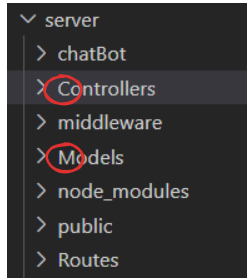 server
chatBot
Controllers
middleware
Models
node_modules
public
Routes